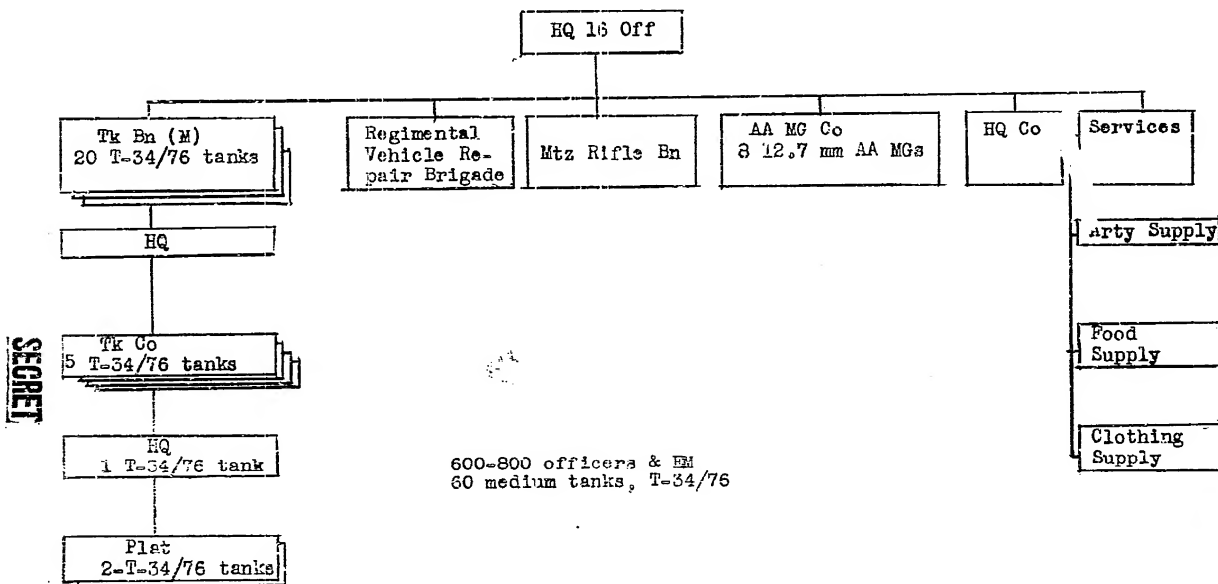 HQ 16 Off
Tk Bn (M)
20 T-34/76 tanks
Regimental
Vehicle Re-
pair Brigade
Mtz Rifle Bn
AA MG Co
8 12.7 mm AA MGs
HQ Co
Services
HQ
Arty Supply
Tk Co
5 T-34/76 tanks
Food
Supply
SECRET
HQ
1 T-34/76 tank
Clothing
Supply
600-800 officers & EM
60 medium tanks, T-34/76
Plat
2-T-34/76 tanks